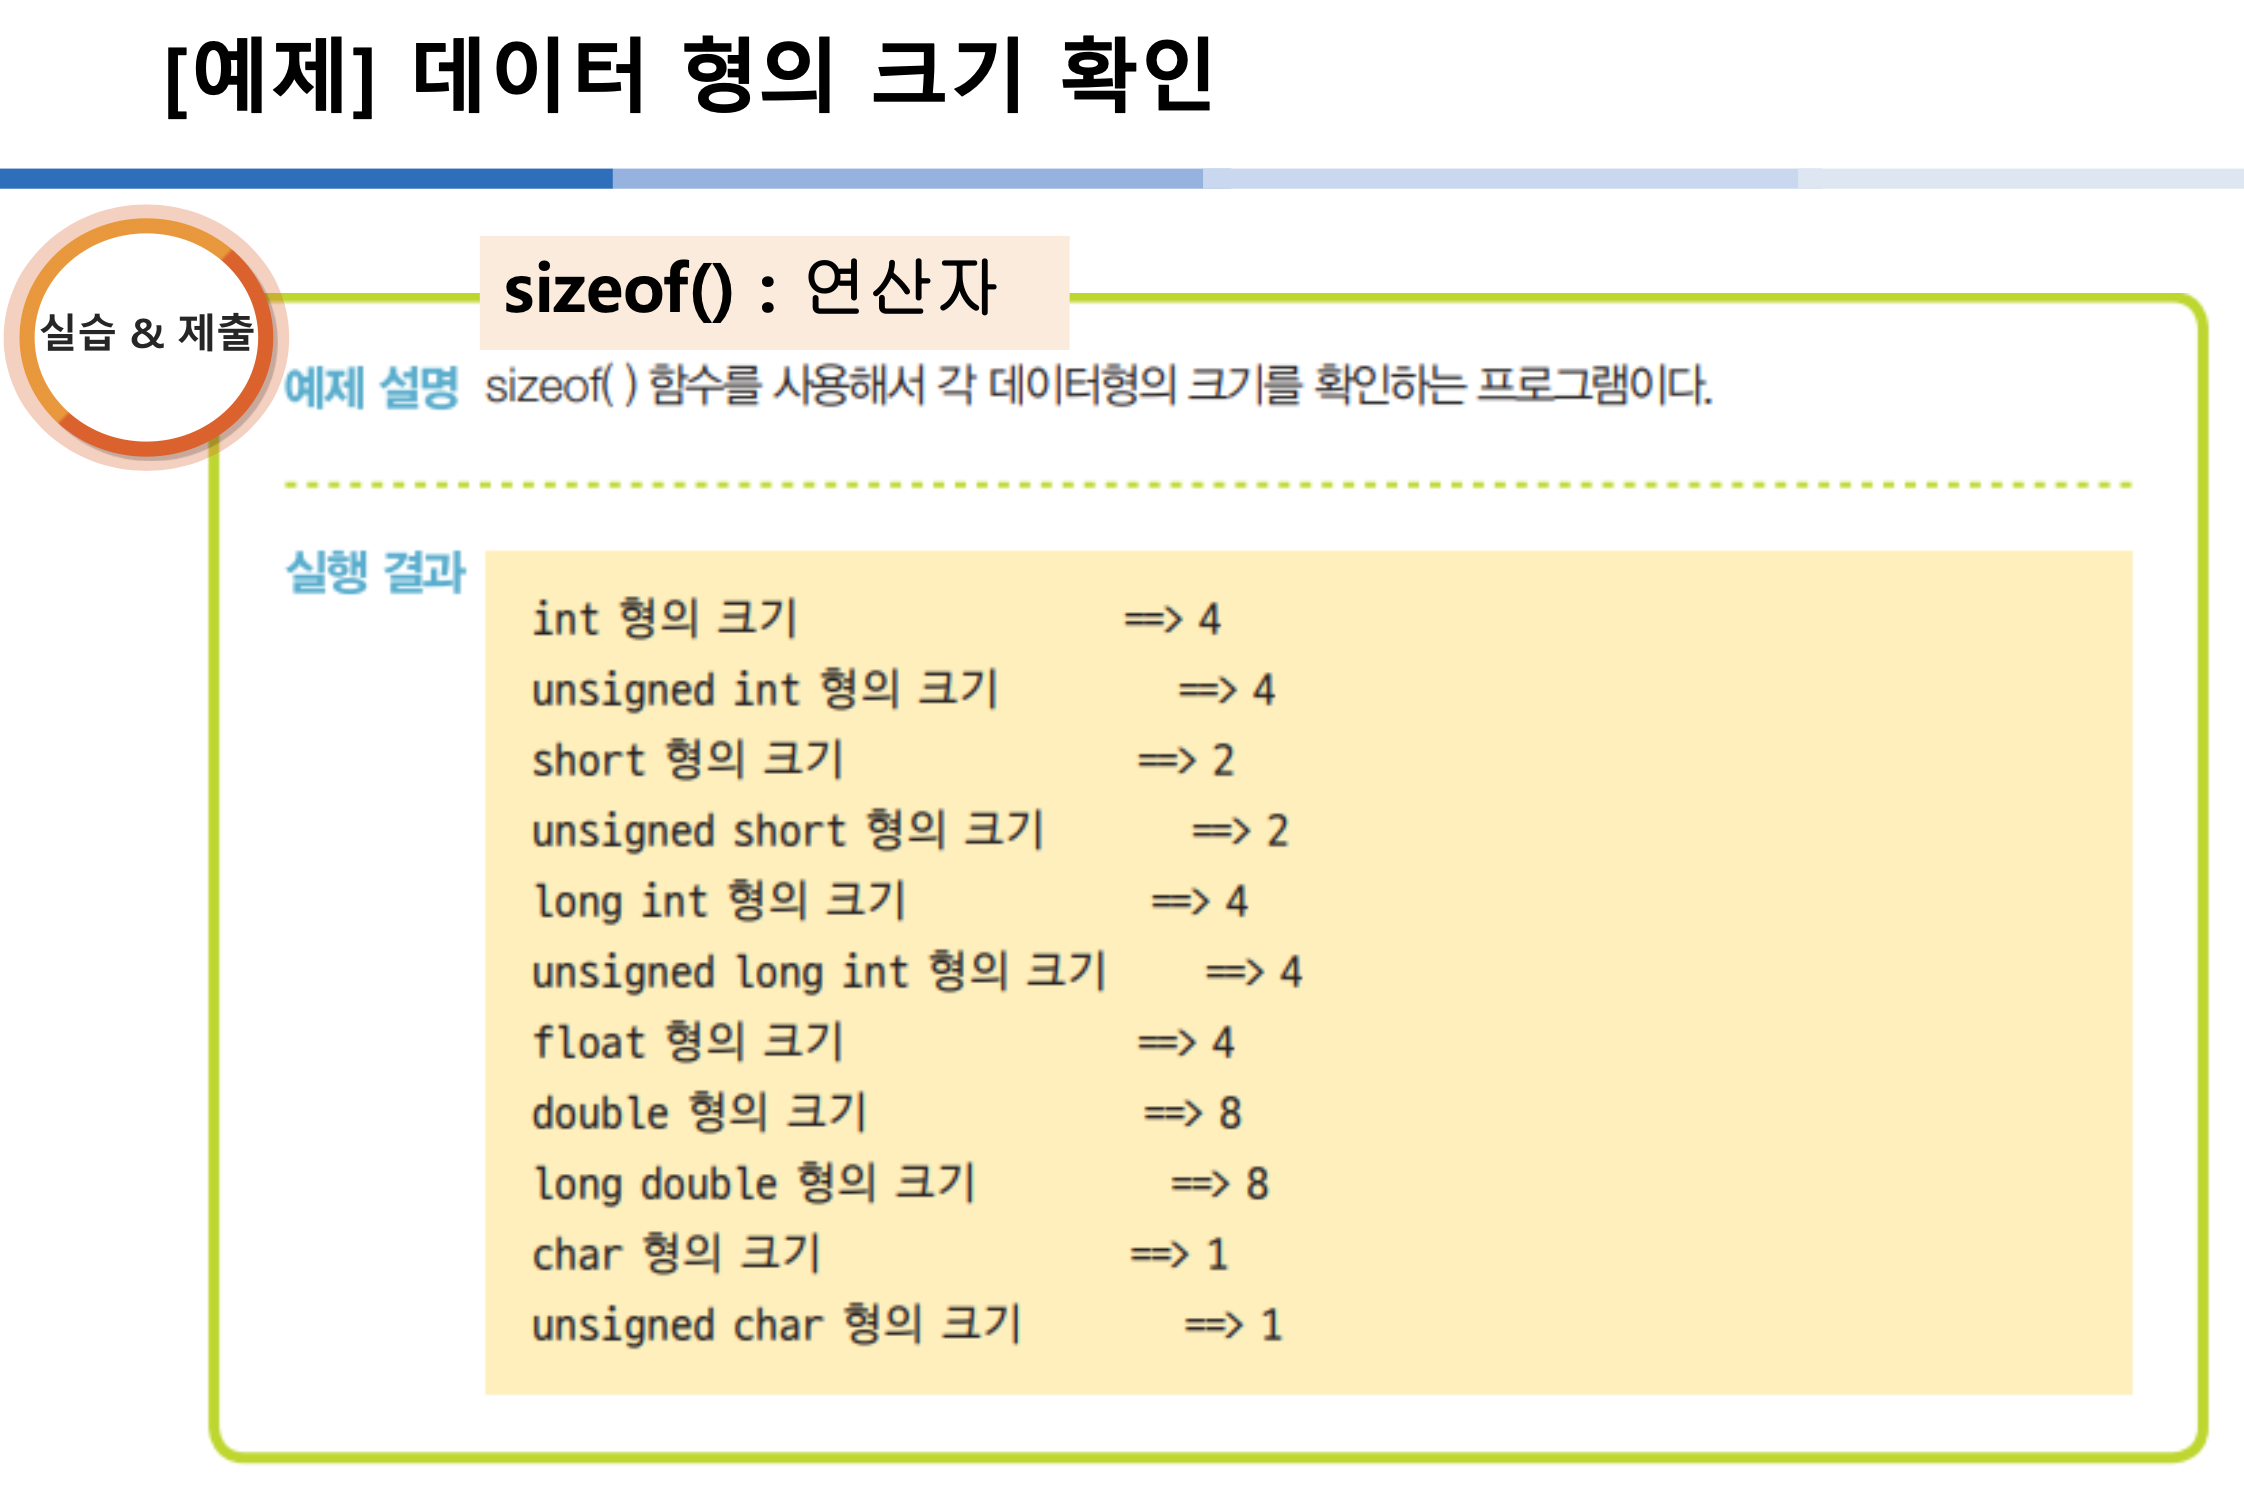 [예제] 데이터 형의 크기 확인
실습 & 제출
sizeof() : 연산자
예제 설명 sizeof( ) 함수를 사용해서 각 데이터형의 크기를 확인하는 프로그램이다.
실행 결과
int 형의 크기 ==> 4
unsigned int 형의 크기 ==> 4
short 형의 크기 ==> 2
unsigned short 형의 크기 ==> 2
long int 형의 크기 ==> 4
unsigned long int 형의 크기 ==> 4
float 형의 크기 ==> 4
double 형의 크기 ==> 8
long double 형의 크기 ==> 8
char 형의 크기 ==> 1
unsigned char 형의 크기 ==> 1